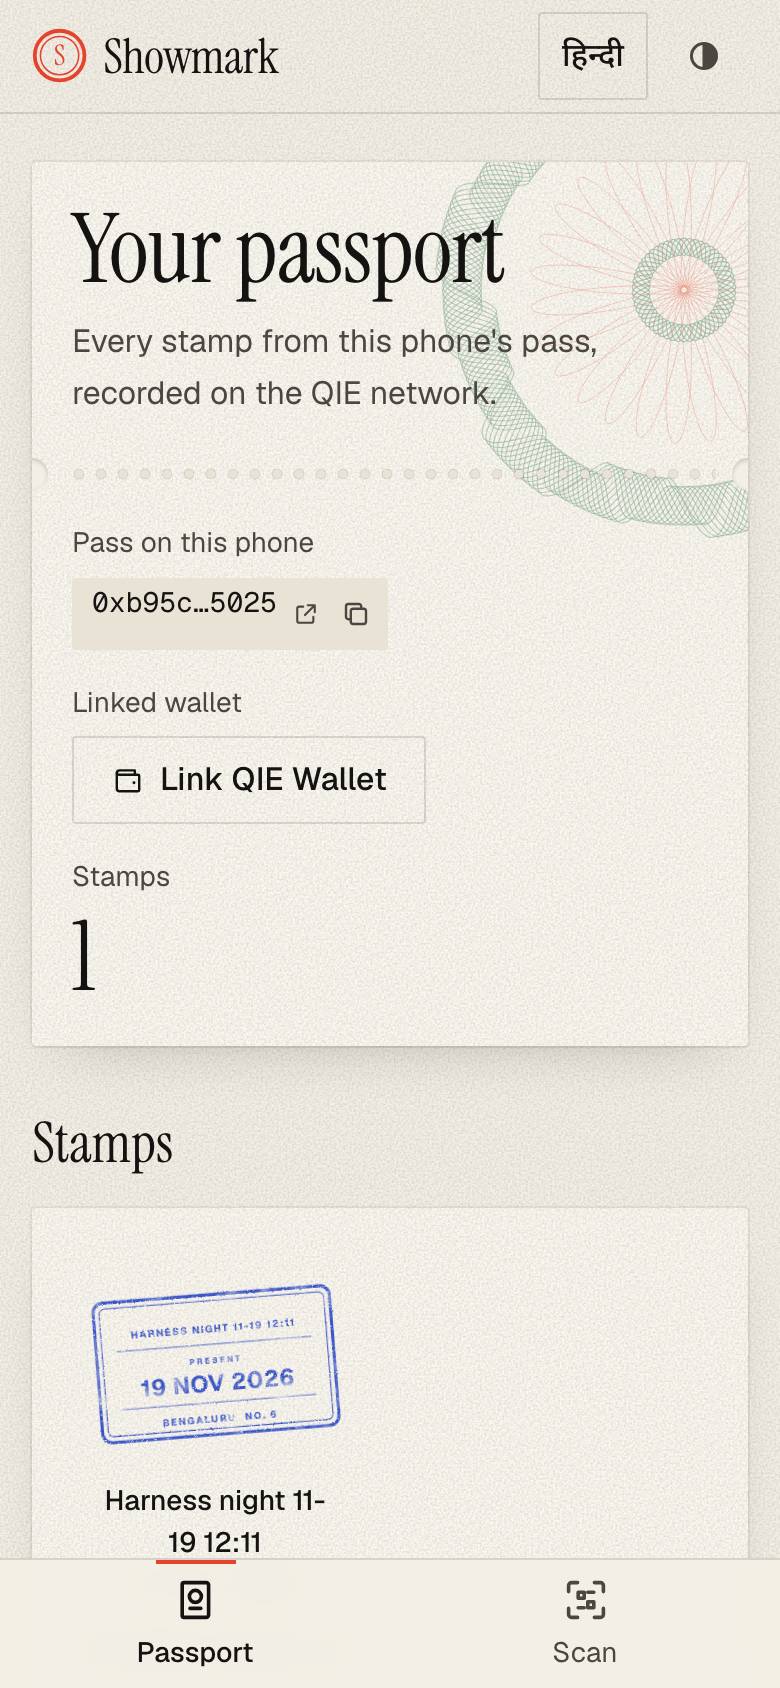 S Showmark
हिन्दी
Your passport
Every stamp from this phone's pass,
recorded on the QIE network.
Pass on this phone
0xb95c…5025
Linked wallet
Link QIE Wallet
Stamps
1
Stamps
HARNESS NIGHT 11-19 12:11
PRESENT
19 NOV 2026
BENGALURU NO. 6
Harness night 11-
19 12:11
Passport
Scan